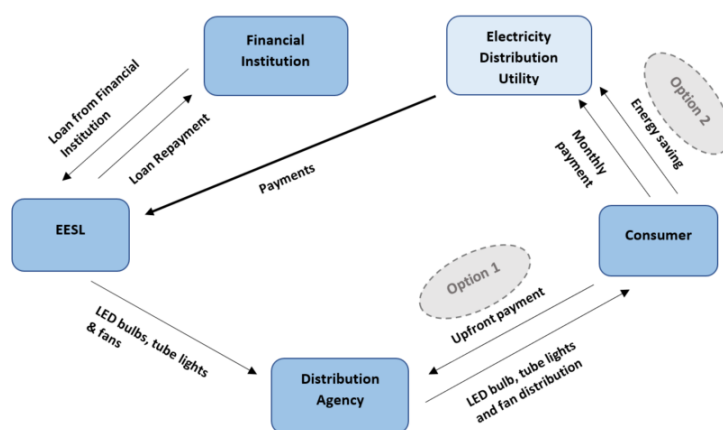 Financial
Institution
Electricity
Distribution
Utility
Option 2
Loan from Financial
Institution
Loan Repayment
Payments
Monthly
payment
Energy saving
EESL
Consumer
Option 1
Upfront payment
LED bulbs, tube lights
& fans
Distribution
Agency
LED bulb, tube lights
and fan distribution